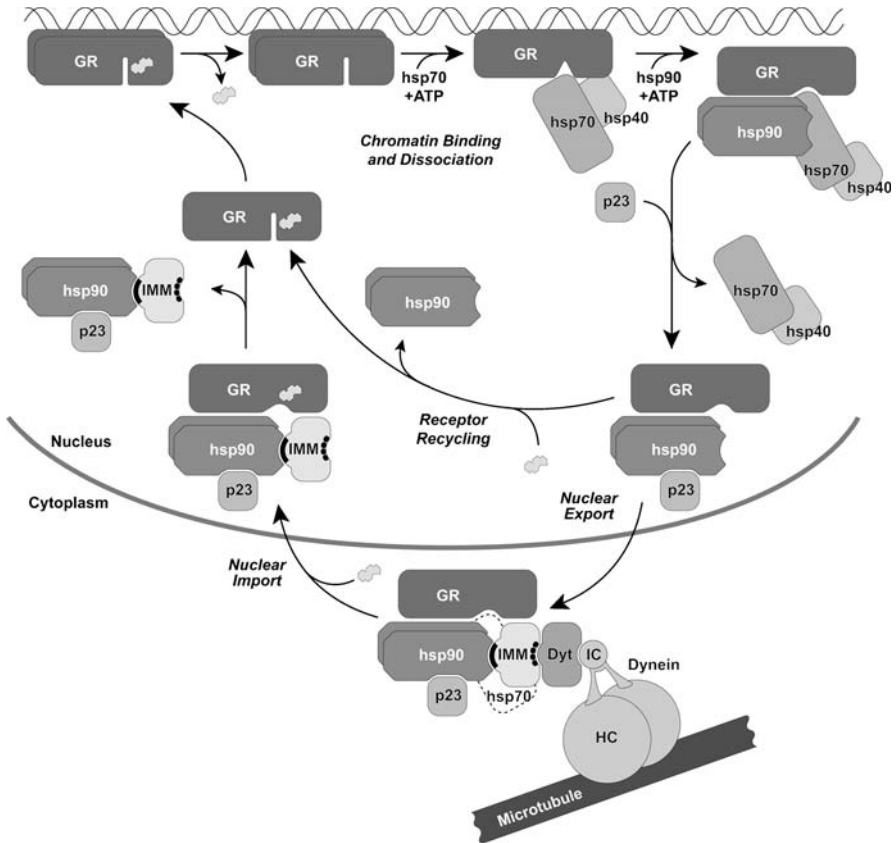 GR
GR
hsp70
+ATP
GR
hsp70
hsp40
hsp90
+ATP
GR
hsp90
hsp70
hsp40
Chromatin Binding
and Dissociation
p23
GR
hsp90
IMM
p23
hsp90
hsp70
hsp40
GR
hsp90
IMM
p23
Receptor
Recycling
GR
hsp90
p23
Nucleus
Cytoplasm
Nuclear
Export
Nuclear
Import
GR
hsp90
IMM
Dyt
IC
Dynein
p23
hsp70
HC
Microtubule